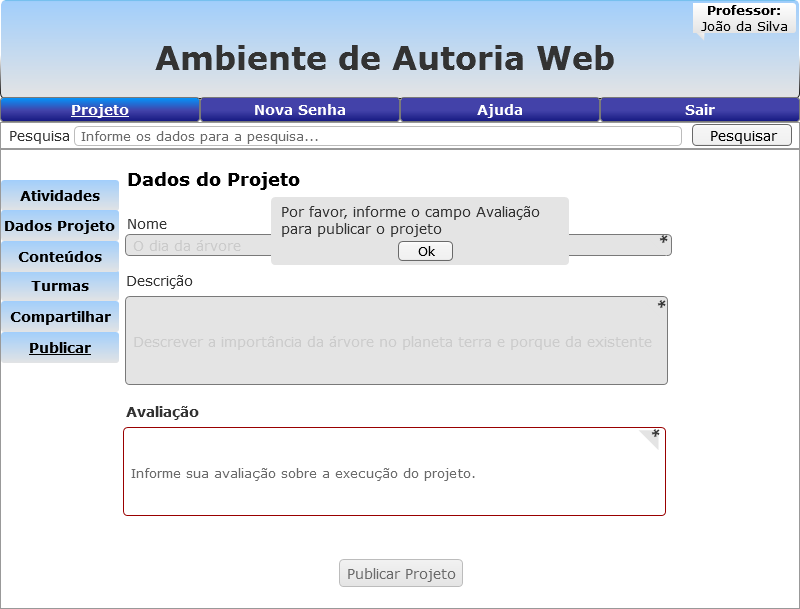 Professor:
João da Silva
Ambiente de Autoria Web
Projeto
Nova Senha
Ajuda
Sair
Pesquisa
Informe os dados para a pesquisa...
Pesquisar
Atividades
Dados Projeto
Conteúdos
Turmas
Compartilhar
Publicar
Dados do Projeto
Por favor, informe o campo Avaliação
para publicar o projeto
Ok
Nome
O dia da árvore
*
Descrição
*
Descrever a importância da árvore no planeta terra e porque da existente
Avaliação
*
Informe sua avaliação sobre a execução do projeto.
Publicar Projeto